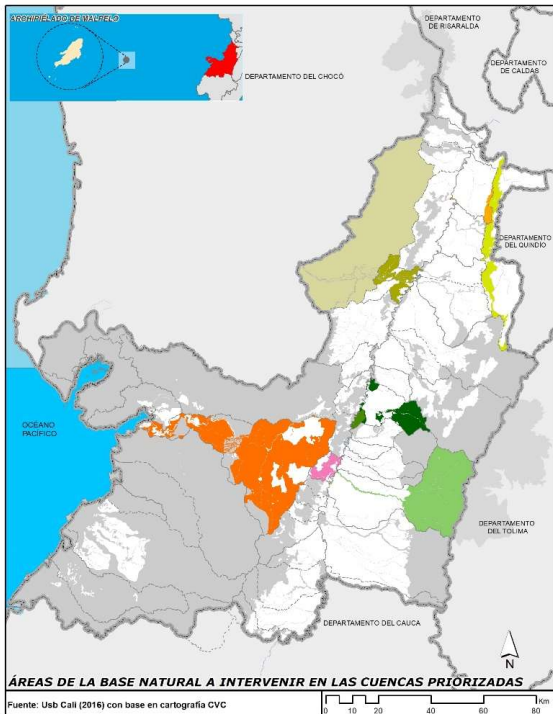 ARCHIPIELADO DE MALPELO
DEPARTAMENTO
DE RISARALDA
DEPARTAMENTO
DE CALDAS
DEPARTAMENTO DEL CHOCÓ
DEPARTAMENTO
DEL QUINDIO
OCEANO
PACÍFICO
DEPARTAMENTO
DEL TOLIMA
DEPARTAMENTO DEL CAUCA
N
ÁREAS DE LA BASE NATURAL A INTERVENIR EN LAS CUENCAS PRIORIZADAS
Fuente: Usb Cali (2016) con base en cartografía CVC
Km
0 10 20 40 60 80